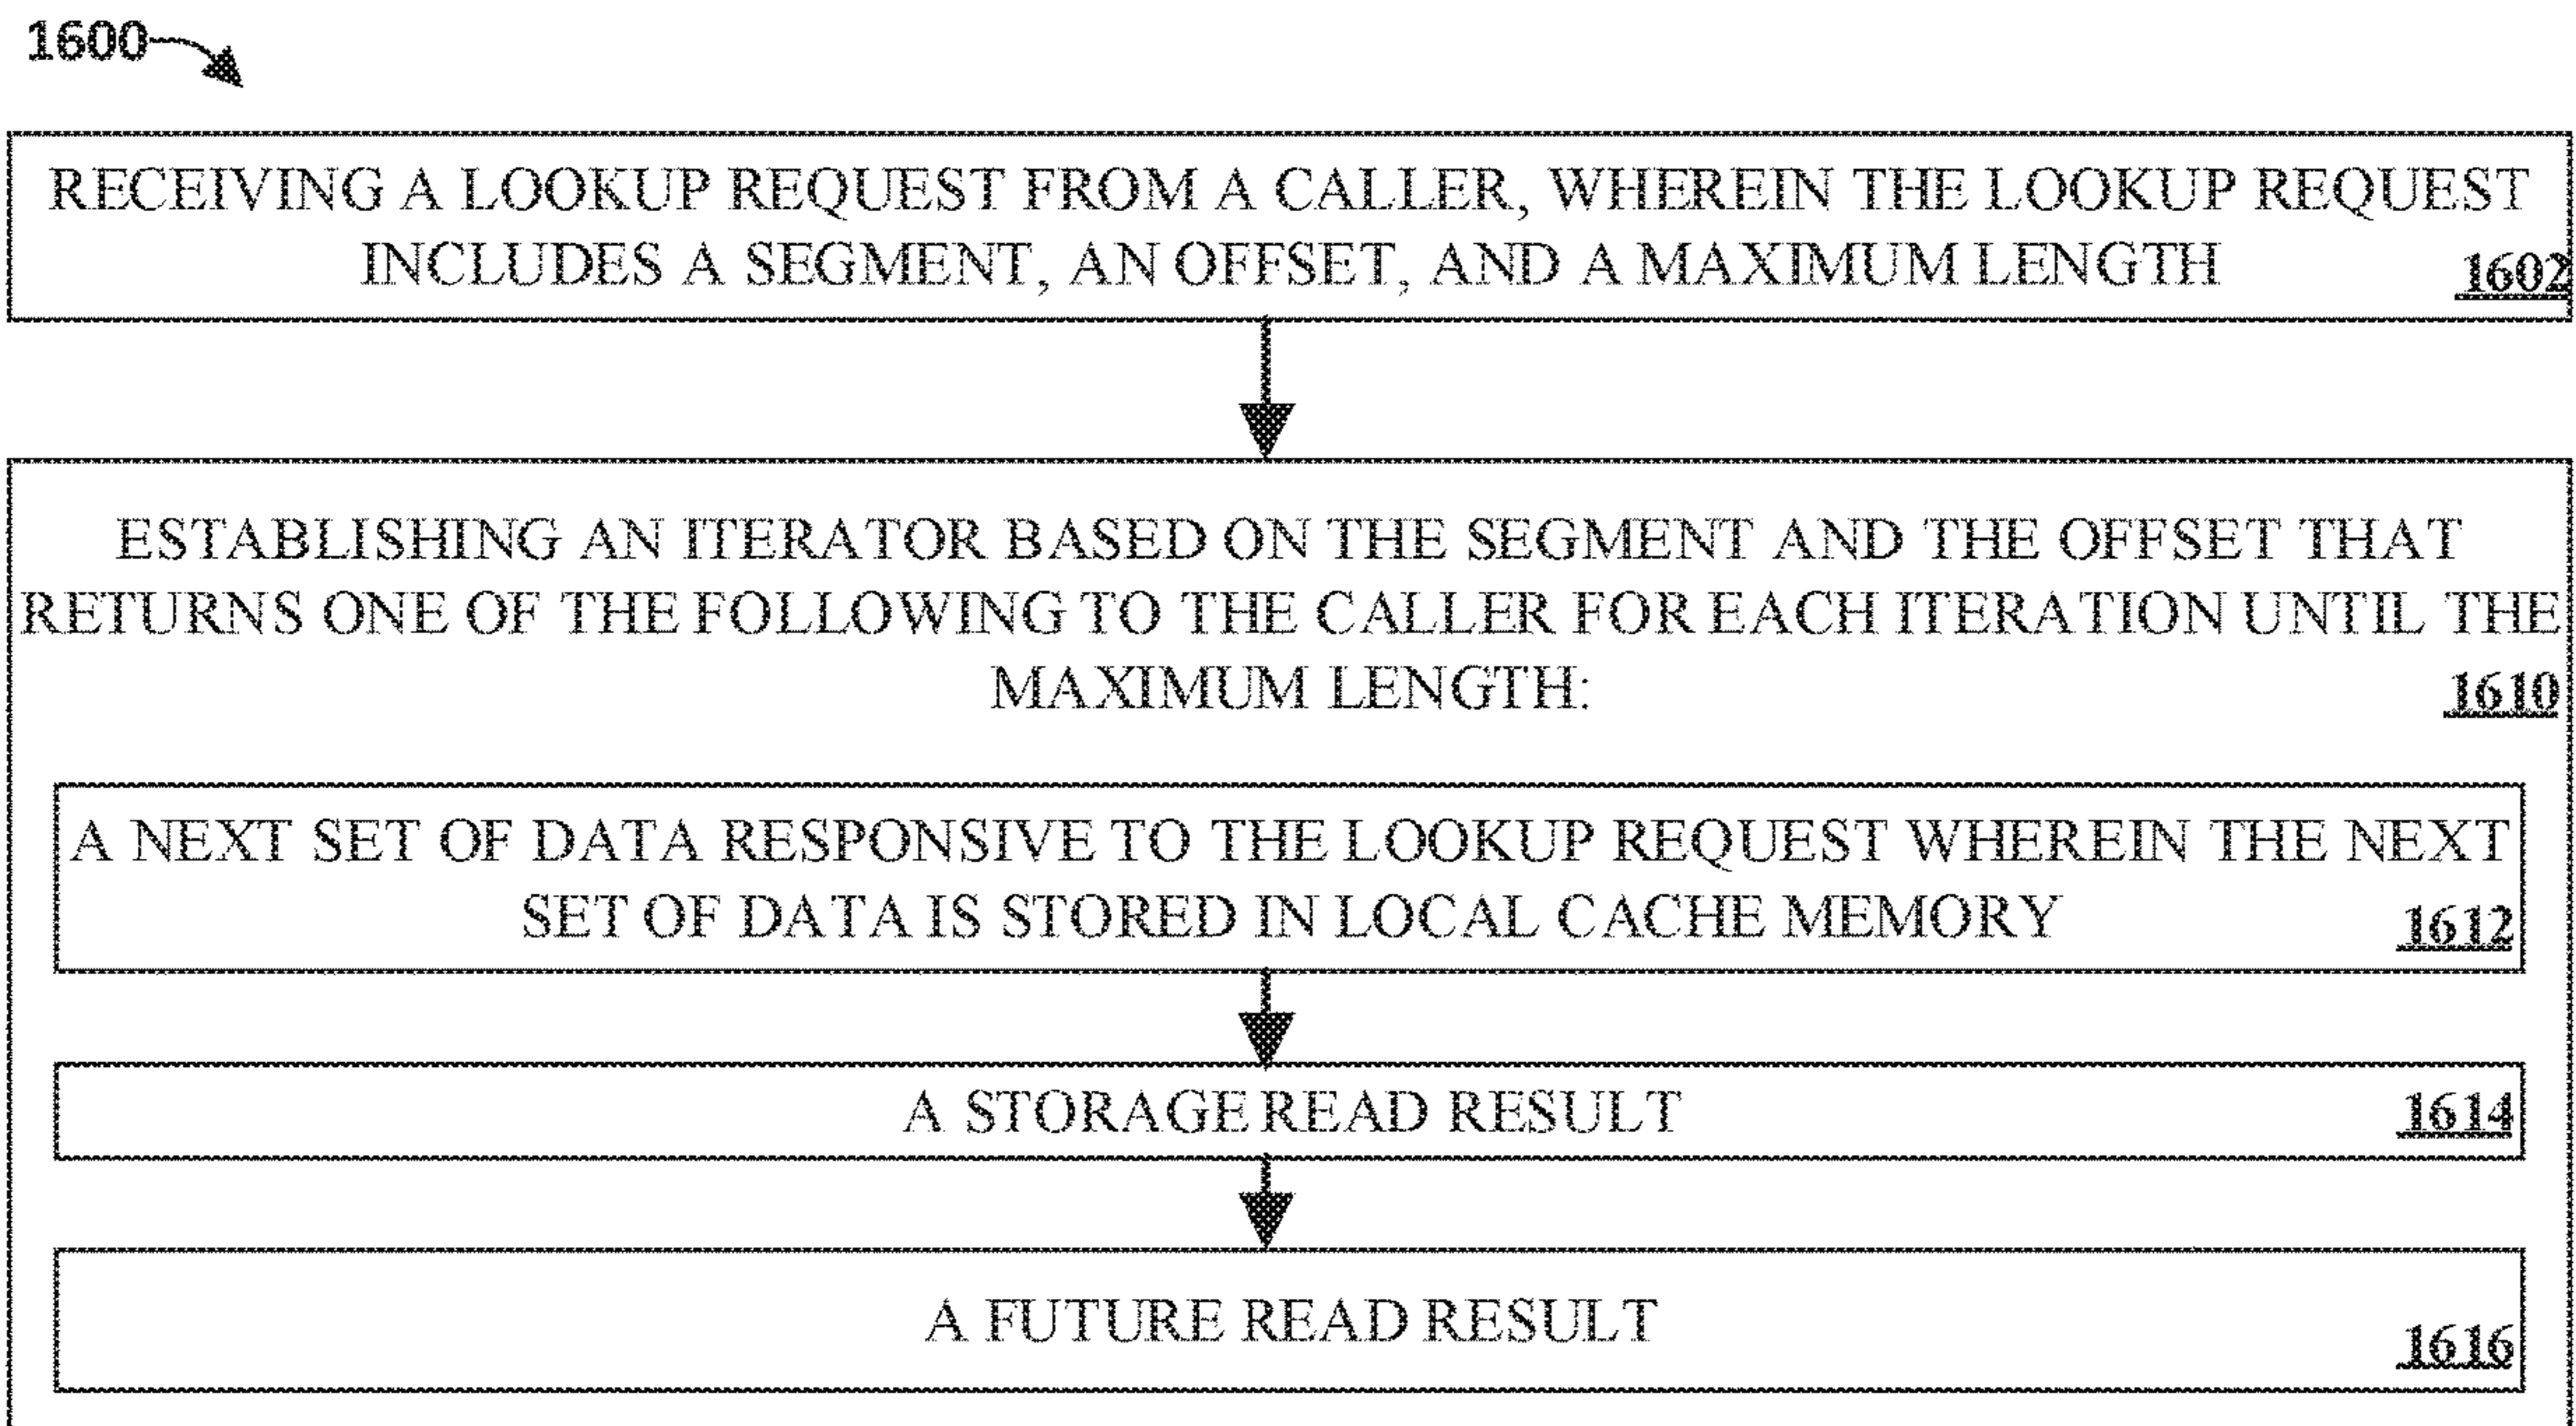 1600
RECEIVING A LOOKUP REQUEST FROM A CALLER, WHEREIN THE LOOKUP REQUEST
INCLUDES A SEGMENT, AN OFFSET, AND A MAXIMUM LENGTH 1602
ESTABLISHING AN ITERATOR BASED ON THE SEGMENT AND THE OFFSET THAT
RETURNS ONE OF THE FOLLOWING TO THE CALLER FOR EACH ITERATION UNTIL THE
MAXIMUM LENGTH: 1610
A NEXT SET OF DATA RESPONSIVE TO THE LOOKUP REQUEST WHEREIN THE NEXT
SET OF DATA IS STORED IN LOCAL CACHE MEMORY 1612
A STORAGE READ RESULT 1614
A FUTURE READ RESULT 1616